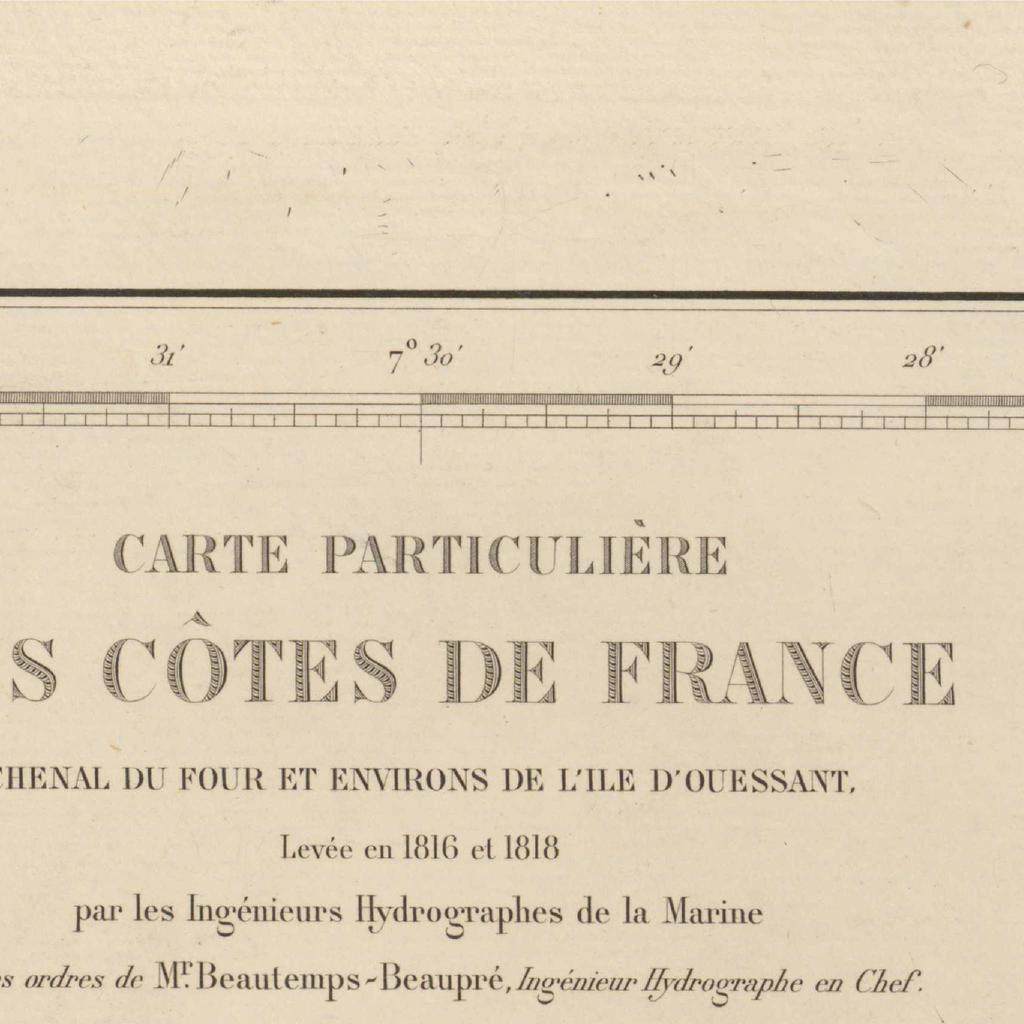 31′ 7° 30′ 29′ 28′
CARTE PARTICULIÈRE
S CÔTES DE FRANCE
CHENAL DU FOUR ET ENVIRONS DE L'ILE D'OUESSANT,
Levée en 1816 et 1818
par les Ingénieurs Hydrographes de la Marine
s ordres de Mr. Beautemps-Beaupré, Ingénieur Hydrographe en Chef.